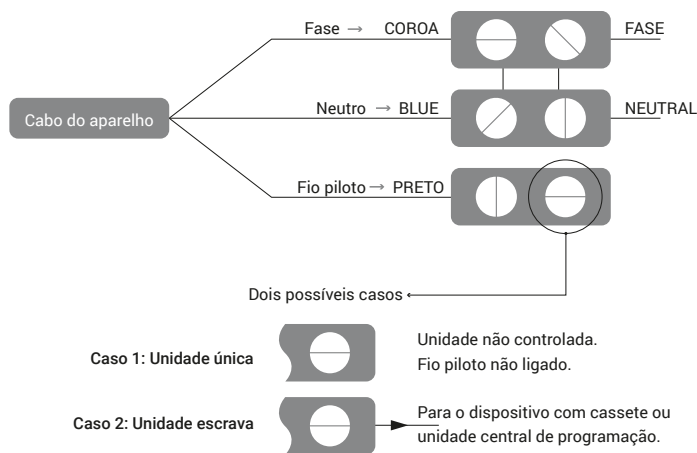 Fase → COROA FASE
Cabo do aparelho
Neutro → BLUE NEUTRAL
Fio piloto → PRETO
Dois possíveis casos
Caso 1: Unidade única
Unidade não controlada.
Fio piloto não ligado.
Caso 2: Unidade escrava
Para o dispositivo com cassete ou
unidade central de programação.